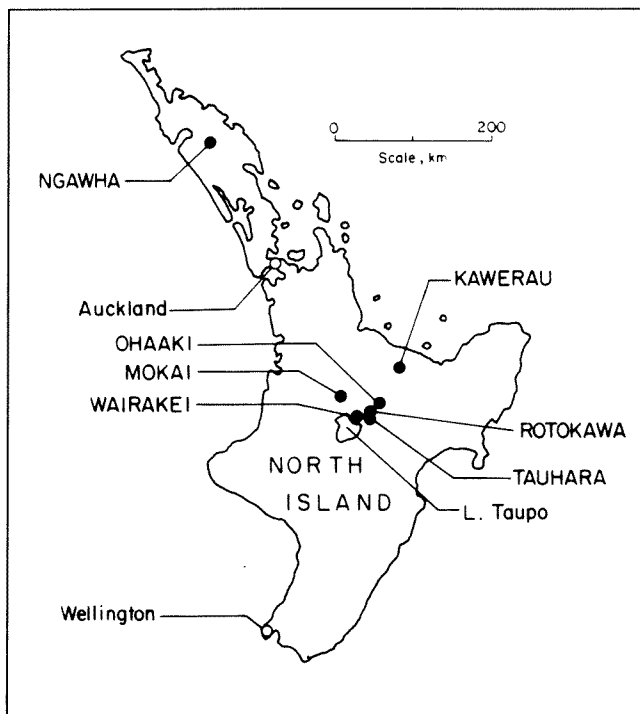 0 200
Scale, km
NGAWHA
Auckland
KAWERAU
OHAAKI
MOKAI
WAIRAKEI
ROTOKAWA
TAUHARA
L. Taupo
NORTH
ISLAND
Wellington